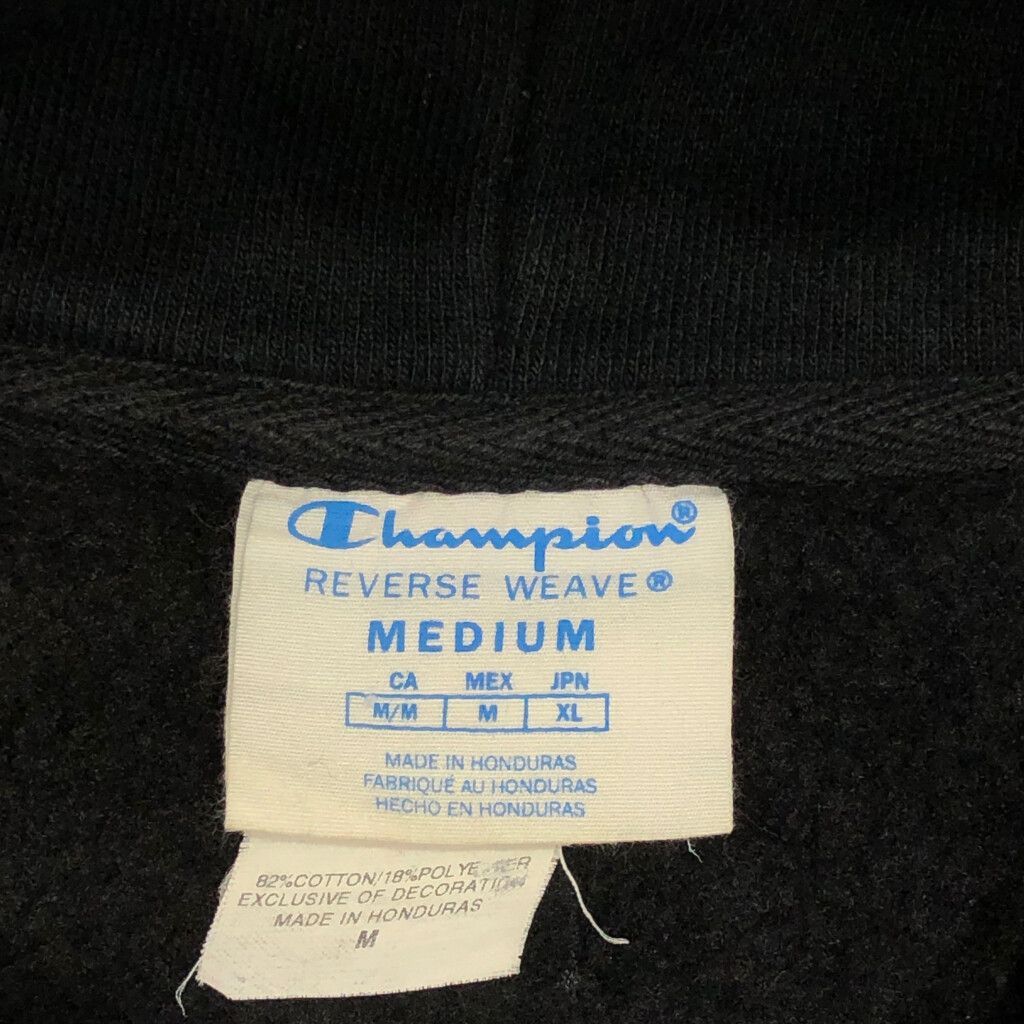 Champion®
REVERSE WEAVE®
MEDIUM
CA MEX JPN
M/M M XL
MADE IN HONDURAS
FABRIQUÉ AU HONDURAS
HECHO EN HONDURAS
82%COTTON/18%POLYESTER
EXCLUSIVE OF DECORATION
MADE IN HONDURAS
M